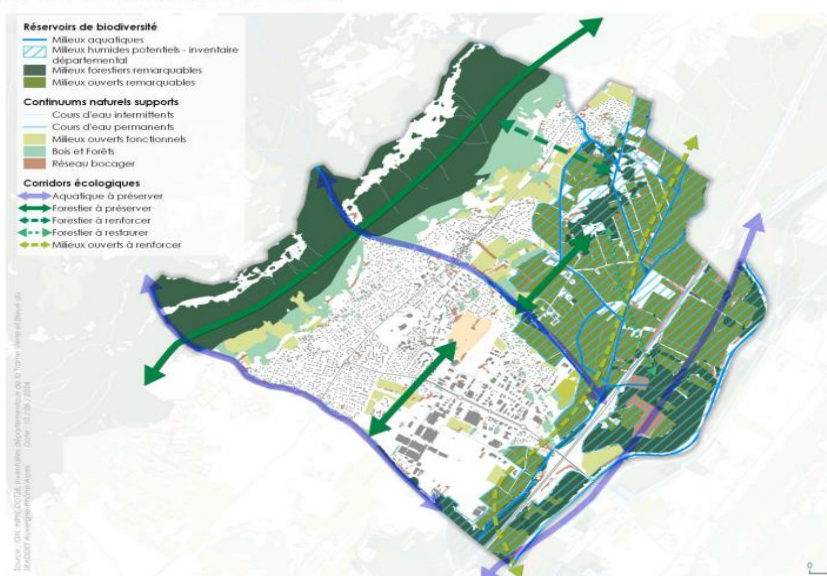 Réservoirs de biodiversité
Milieux aquatiques
Milieux humides potentiels - inventaire
départemental
Milieux forestiers remarquables
Milieux ouverts remarquables
Continuums naturels supports
Cours d'eau intermittents
Cours d'eau permanents
Milieux ouverts fonctionnels
Bois et Forêts
Réseau bocager
Corridors écologiques
Aquatique à préserver
Forestier à préserver
Forestier à renforcer
Forestier à restaurer
Milieux ouverts à renforcer
0